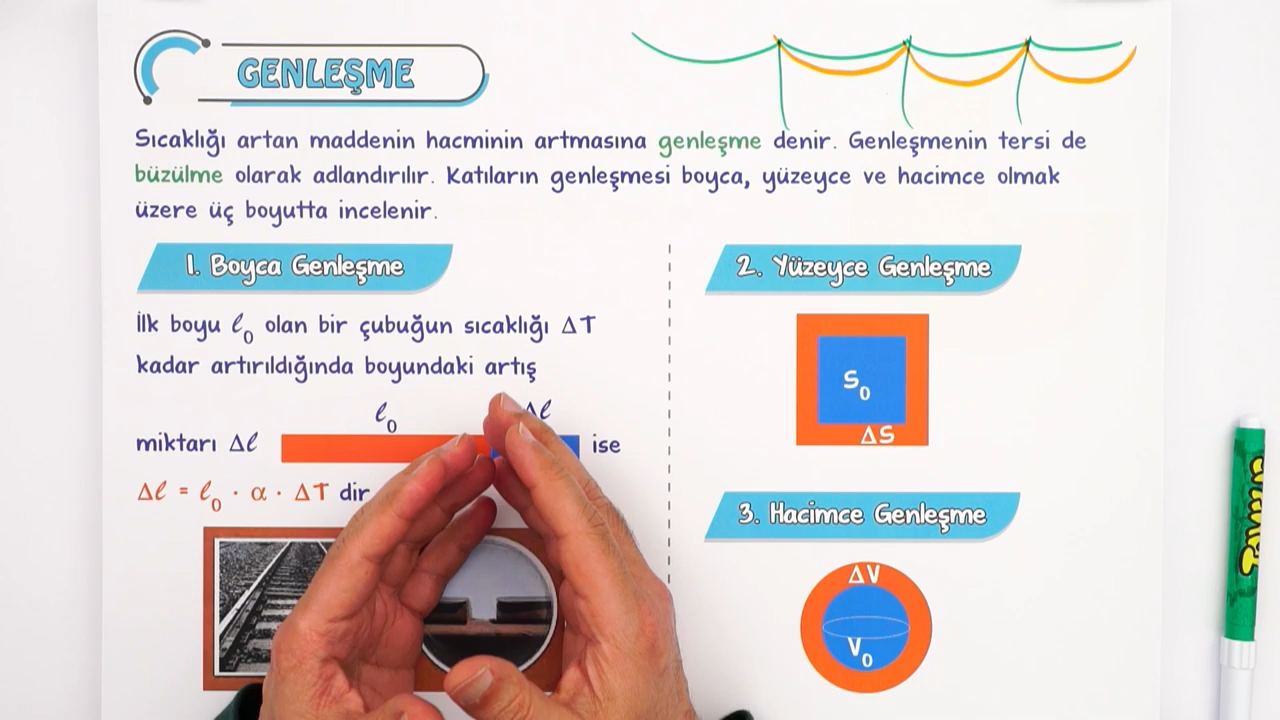 GENLEŞME
Sıcaklığı artan maddenin hacminin artmasına genleşme denir. Genleşmenin tersi de
büzülme olarak adlandırılır. Katıların genleşmesi boyca, yüzeyce ve hacimce olmak
üzere üç boyutta incelenir.
1. Boyca Genleşme
İlk boyu ℓ₀ olan bir çubuğun sıcaklığı ΔT
kadar artırıldığında boyundaki artış
ℓ₀ Δℓ
miktarı Δℓ ise
Δℓ = ℓ₀ · α · ΔT dir
2. Yüzeyce Genleşme
S₀
ΔS
3. Hacimce Genleşme
ΔV
V₀